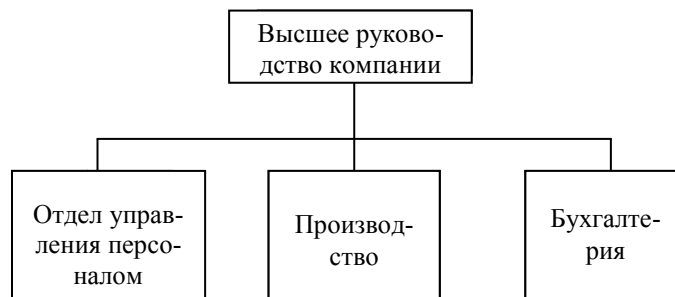 Высшее руково-
дство компании
Отдел управ-
ления персо-
налом
Производ-
ство
Бухгалте-
рия